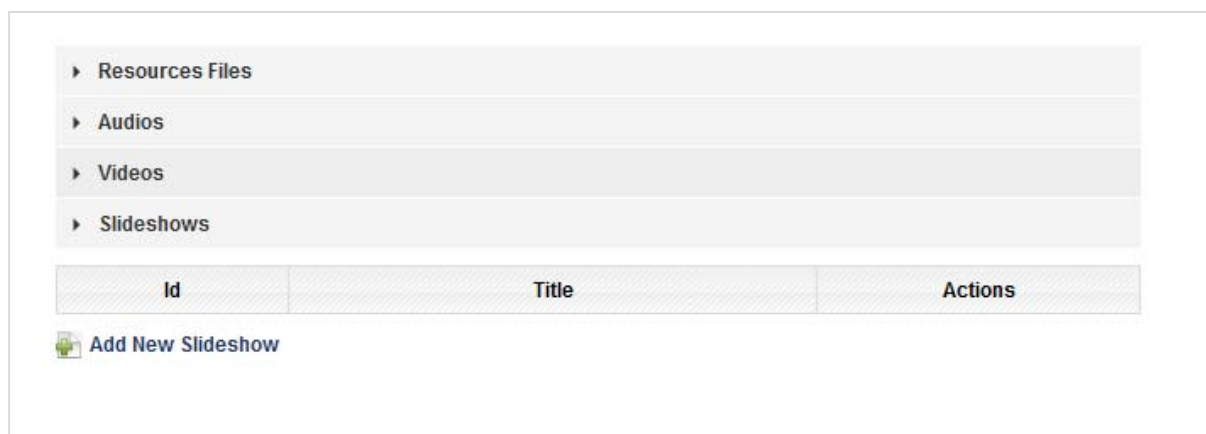 Resources Files
Audios
Videos
Slideshows
Id Title Actions
Add New Slideshow